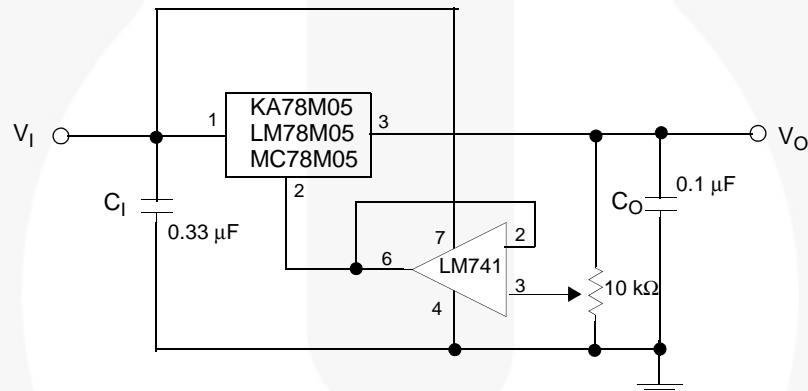 KA78M05
LM78M05
MC78M05
1
3
2
V_I
V_O
C_I
0.33 μF
C_O
0.1 μF
7
2
6
LM741
3
4
10 kΩ